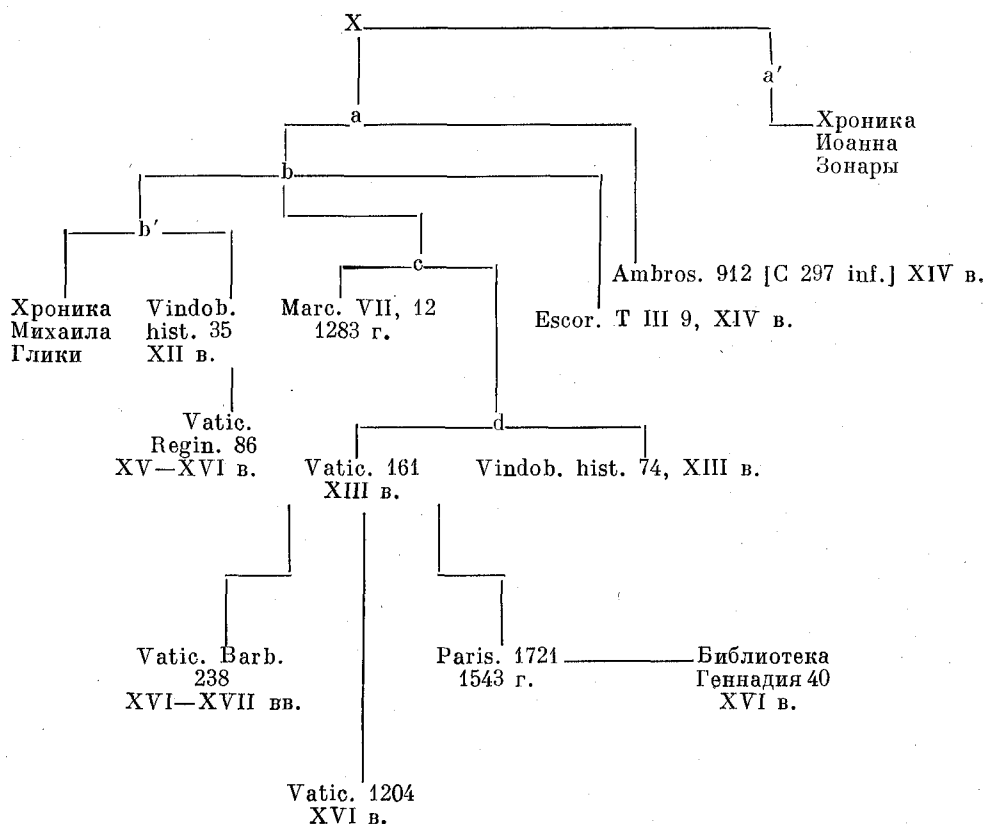 X
a'
a
Хроника
Иоанна
Зонары
b
b'
c
Ambros. 912 [C 297 inf.] XIV в.
Хроника
Михаила
Глики
Vindob.
hist. 35
XII в.
Marc. VII, 12
1283 г.
Escor. T III 9, XIV в.
Vatic.
Regin. 86
XV—XVI в.
d
Vatic. 161
XIII в.
Vindob. hist. 74, XIII в.
Vatic. Barb.
238
XVI—XVII вв.
Paris. 1721
1543 г.
Библиотека
Геннадия 40
XVI в.
Vatic. 1204
XVI в.